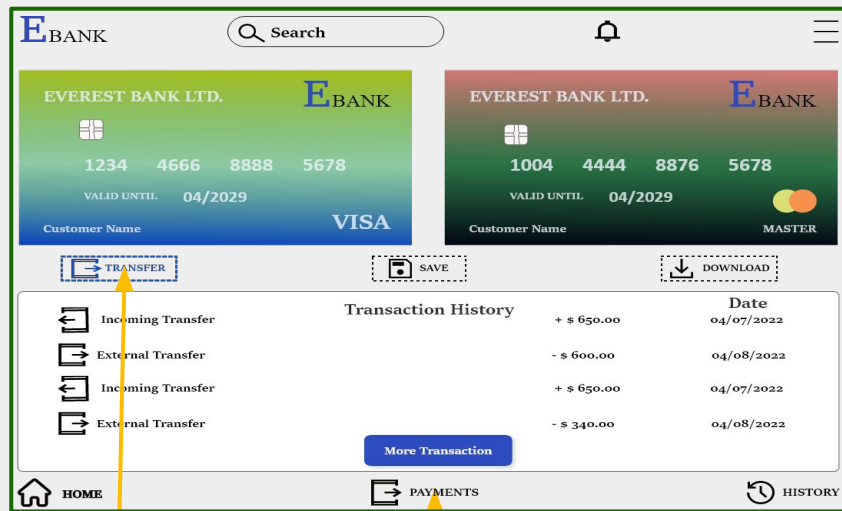 EBANK Search
EVEREST BANK LTD. EBANK
1234 4666 8888 5678
VALID UNTIL 04/2029
Customer Name VISA
EVEREST BANK LTD. EBANK
1004 4444 8876 5678
VALID UNTIL 04/2029
Customer Name MASTER
TRANSFER SAVE DOWNLOAD
Transaction History Date
Incoming Transfer + $ 650.00 04/07/2022
External Transfer - $ 600.00 04/08/2022
Incoming Transfer + $ 650.00 04/07/2022
External Transfer - $ 340.00 04/08/2022
More Transaction
HOME PAYMENTS HISTORY